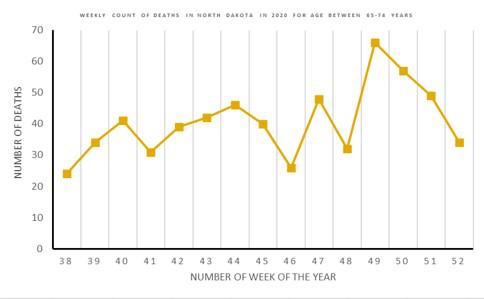 WEEKLY COUNT OF DEATHS IN NORTH DAKOTA IN 2020 FOR AGE BETWEEN 65-74 YEARS
70
60
50
40
30
20
10
0
NUMBER OF DEATHS
38 39 40 41 42 43 44 45 46 47 48 49 50 51 52
NUMBER OF WEEK OF THE YEAR